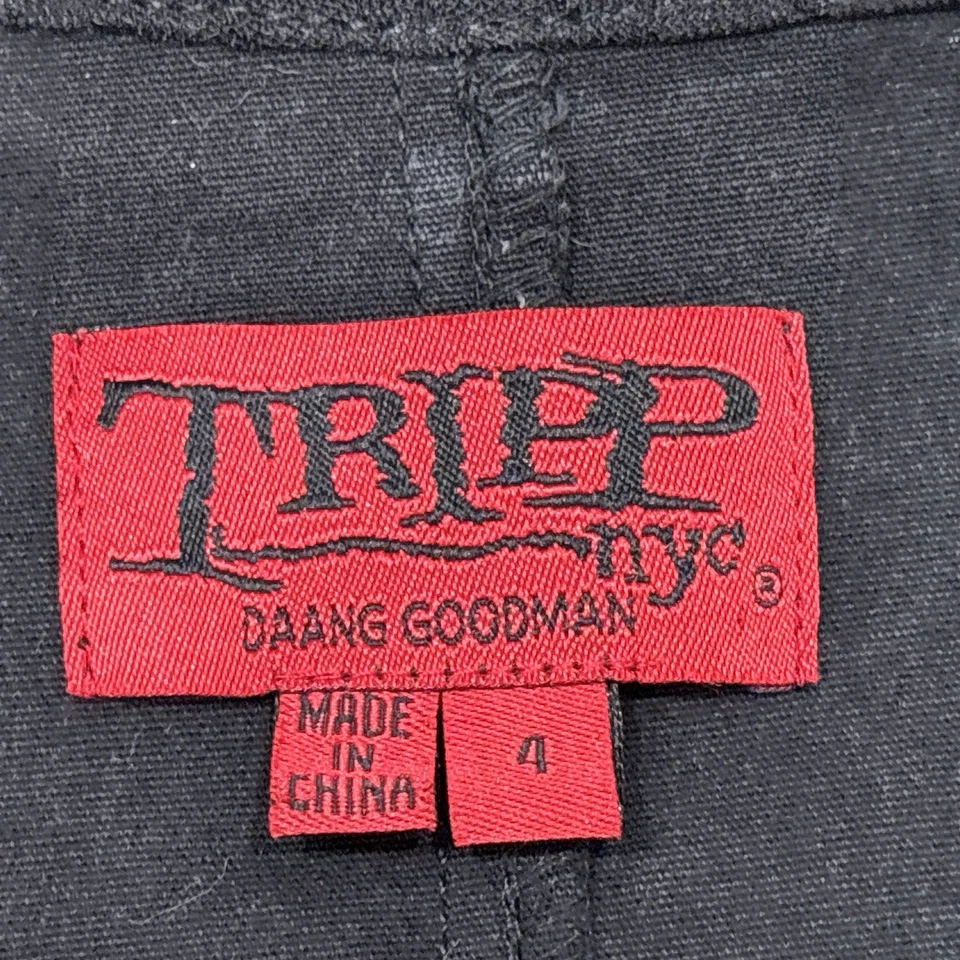 TRIPP
nyc ®
DAANG GOODMAN
MADE
IN
CHINA
4